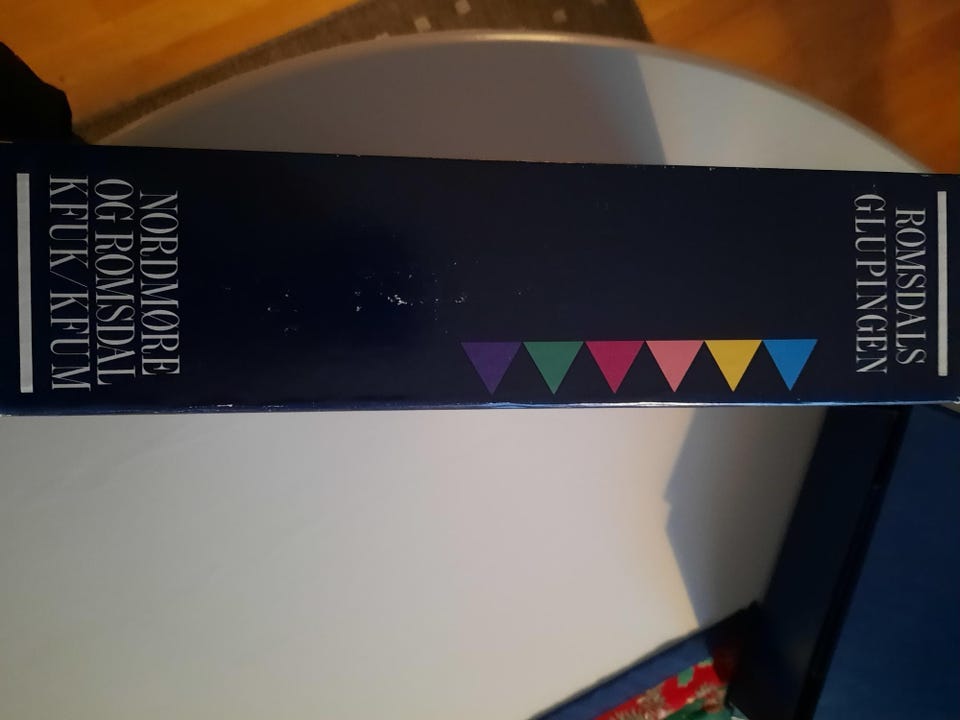 ROMSDALS
GLUPINGEN
NORDMØRE
OG ROMSDAL
KFUK/KFUM